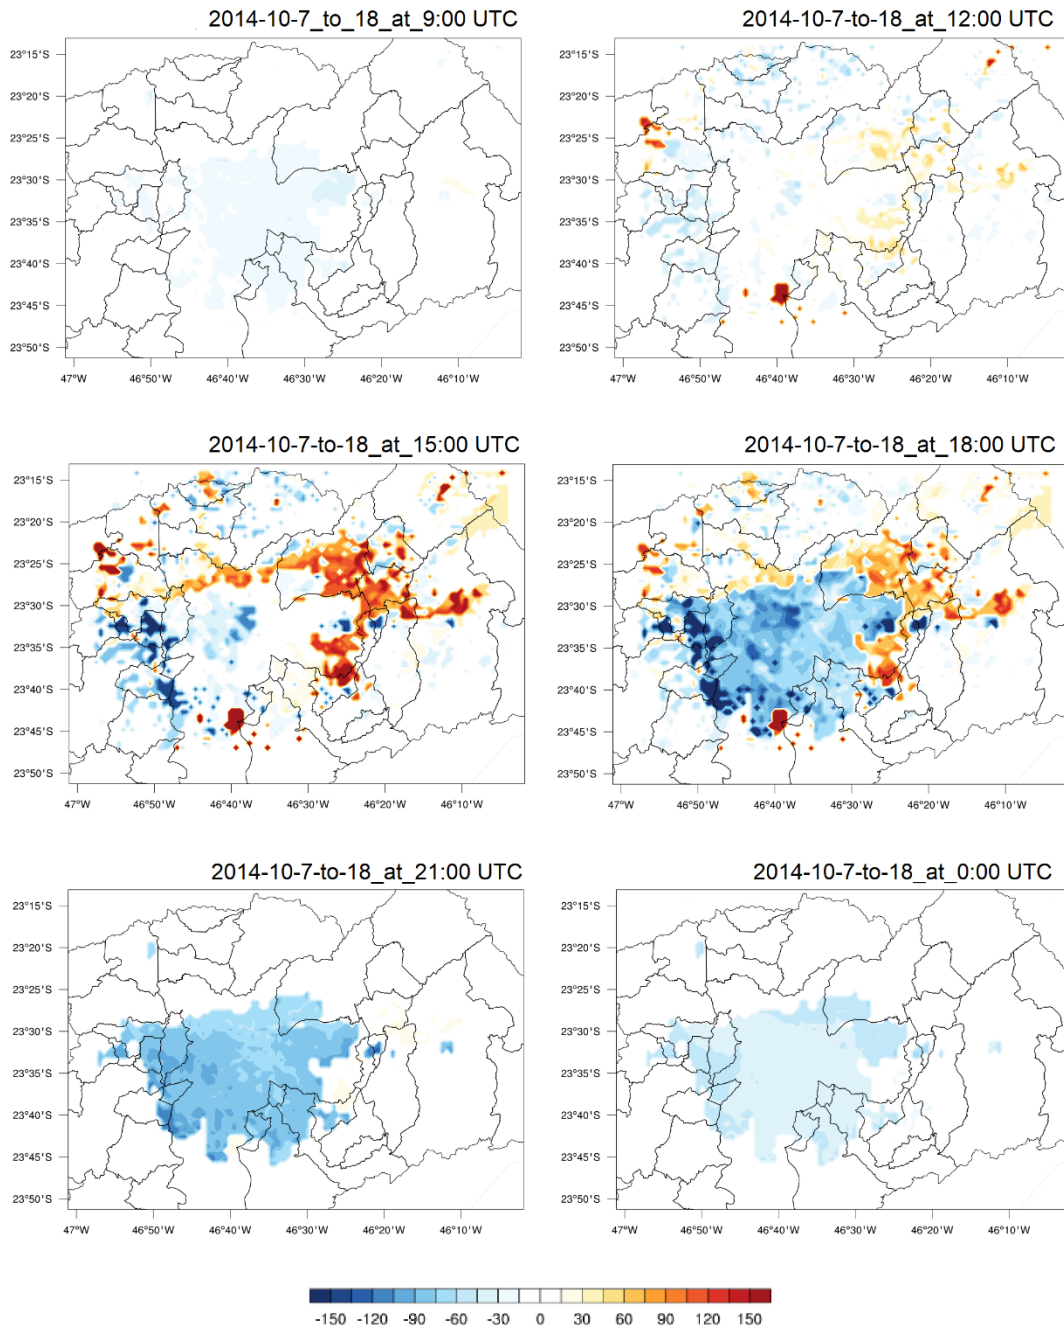 2014-10-7_to_18_at_9:00 UTC
23°15'S
23°20'S
23°25'S
23°30'S
23°35'S
23°40'S
23°45'S
23°50'S
47°W 46°50'W 46°40'W 46°30'W 46°20'W 46°10'W
2014-10-7-to-18_at_12:00 UTC
23°15'S
23°20'S
23°25'S
23°30'S
23°35'S
23°40'S
23°45'S
23°50'S
47°W 46°50'W 46°40'W 46°30'W 46°20'W 46°10'W
2014-10-7-to-18_at_15:00 UTC
23°15'S
23°20'S
23°25'S
23°30'S
23°35'S
23°40'S
23°45'S
23°50'S
47°W 46°50'W 46°40'W 46°30'W 46°20'W 46°10'W
2014-10-7-to-18_at_18:00 UTC
23°15'S
23°20'S
23°25'S
23°30'S
23°35'S
23°40'S
23°45'S
23°50'S
47°W 46°50'W 46°40'W 46°30'W 46°20'W 46°10'W
2014-10-7-to-18_at_21:00 UTC
23°15'S
23°20'S
23°25'S
23°30'S
23°35'S
23°40'S
23°45'S
23°50'S
47°W 46°50'W 46°40'W 46°30'W 46°20'W 46°10'W
2014-10-7-to-18_at_0:00 UTC
23°15'S
23°20'S
23°25'S
23°30'S
23°35'S
23°40'S
23°45'S
23°50'S
47°W 46°50'W 46°40'W 46°30'W 46°20'W 46°10'W
-150 -120 -90 -60 -30 0 30 60 90 120 150